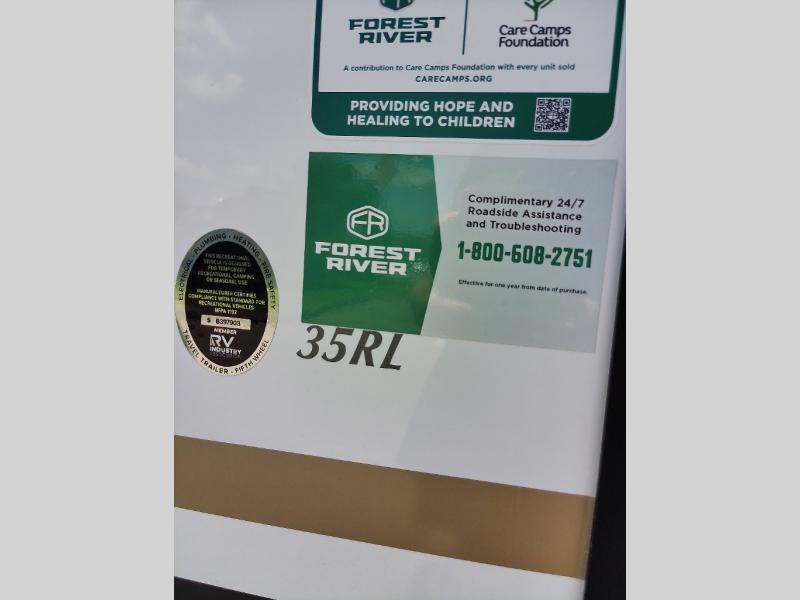 FOREST
RIVER
Care Camps
Foundation
A contribution to Care Camps Foundation with every unit sold
CARECAMPS.ORG
PROVIDING HOPE AND
HEALING TO CHILDREN
FR
FOREST
RIVER
Complimentary 24/7
Roadside Assistance
and Troubleshooting
1-800-608-2751
Effective for one year from date of purchase.
ELECTRICAL · PLUMBING · HEATING · FIRE SAFETY
THIS RECREATIONAL
VEHICLE IS DESIGNED
FOR TEMPORARY
RECREATIONAL, CAMPING,
OR SEASONAL USE
MANUFACTURER CERTIFIES
COMPLIANCE WITH STANDARD FOR
RECREATIONAL VEHICLES
NFPA 1192
S 8397903
MEMBER
RV
INDUSTRY
ASSOCIATION
TRAVEL TRAILER · FIFTH WHEEL
35RL